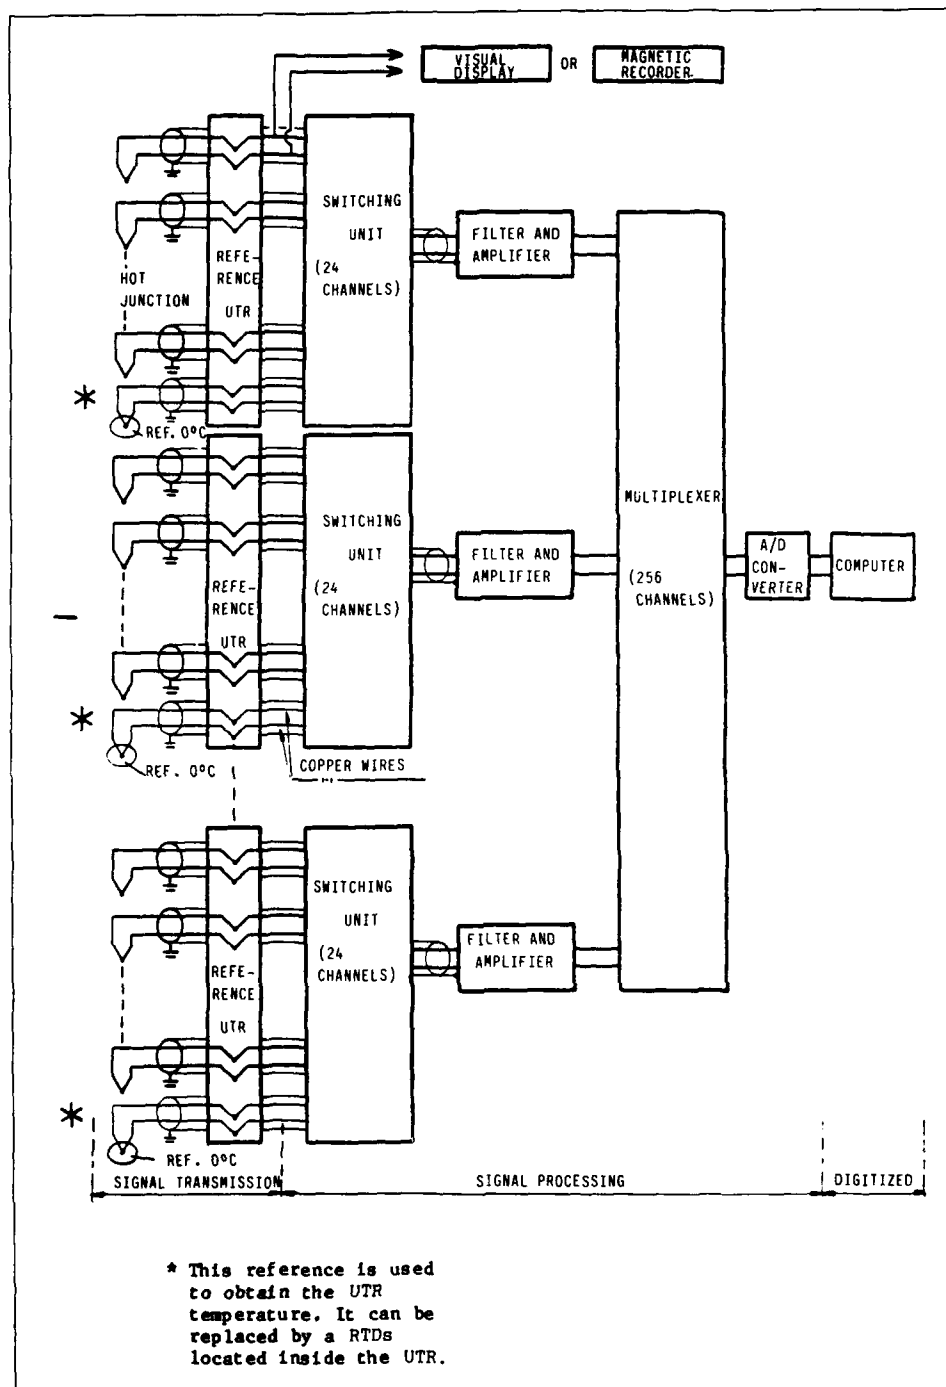 VISUAL
DISPLAY
OR
MAGNETIC
RECORDER
HOT
JUNCTION
REFE-
RENCE
UTR
SWITCHING
UNIT
(24
CHANNELS)
FILTER AND
AMPLIFIER
* REF. 0°C
REFE-
RENCE
UTR
SWITCHING
UNIT
(24
CHANNELS)
FILTER AND
AMPLIFIER
MULTIPLEXER
(256
CHANNELS)
A/D
CON-
VERTER
COMPUTER
* REF. 0°C
COPPER WIRES
REFE-
RENCE
UTR
SWITCHING
UNIT
(24
CHANNELS)
FILTER AND
AMPLIFIER
* REF. 0°C
SIGNAL TRANSMISSION
SIGNAL PROCESSING
DIGITIZED
* This reference is used
to obtain the UTR
temperature. It can be
replaced by a RTDs
located inside the UTR.